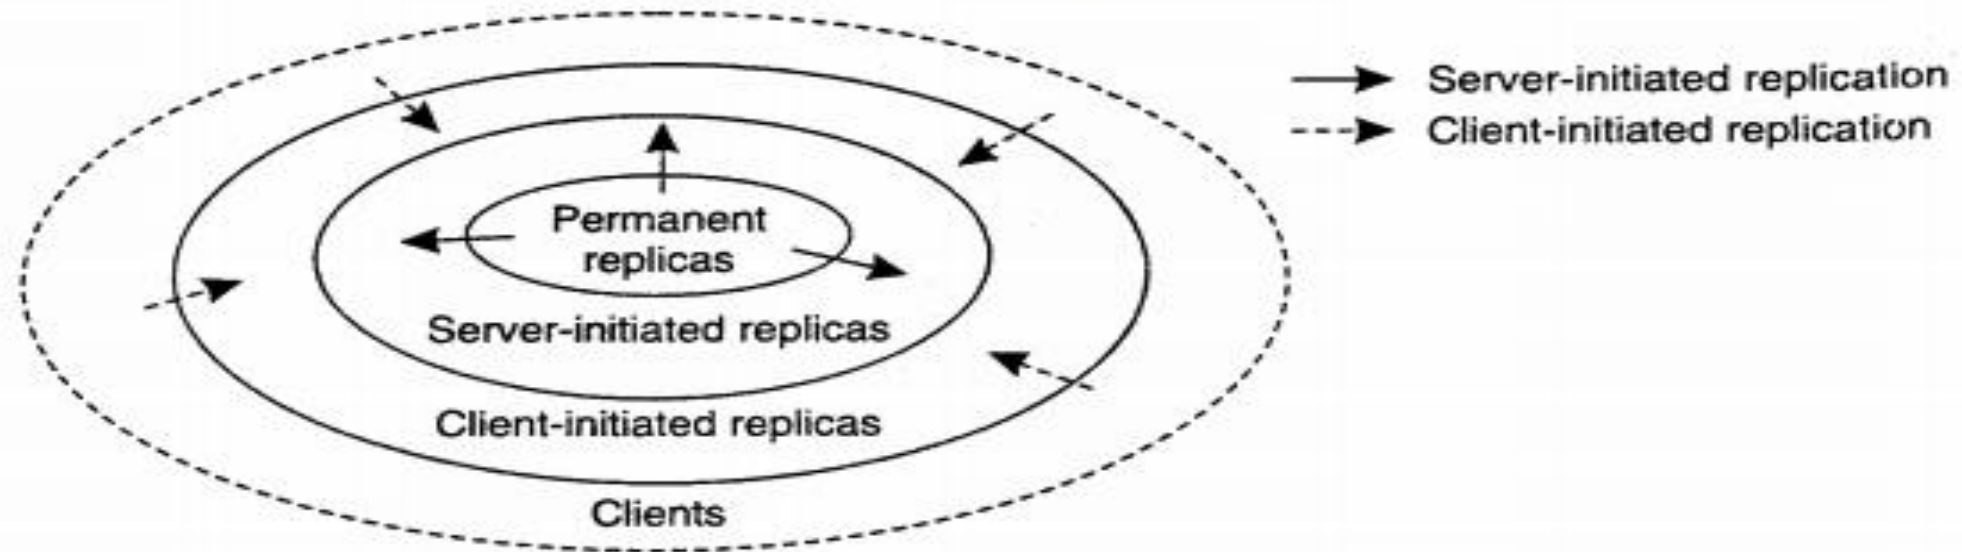 Server-initiated replication
Client-initiated replication
Permanent
replicas
Server-initiated replicas
Client-initiated replicas
Clients